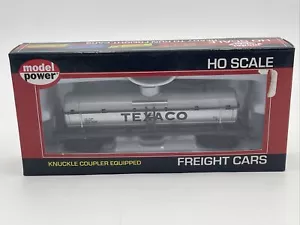 model
power
HO SCALE
TEXACO
KNUCKLE COUPLER EQUIPPED
FREIGHT CARS